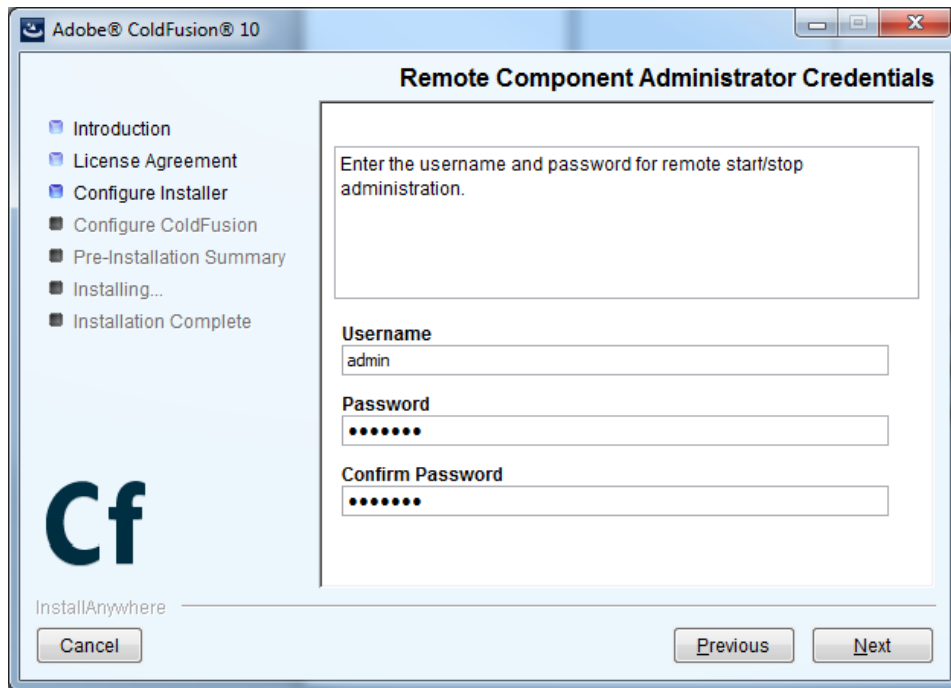 Adobe® ColdFusion® 10
Remote Component Administrator Credentials
Introduction
License Agreement
Configure Installer
Configure ColdFusion
Pre-Installation Summary
Installing...
Installation Complete
Enter the username and password for remote start/stop
administration.
Username
admin
Password
•••••••
Confirm Password
•••••••
Cf
InstallAnywhere
Cancel
Previous
Next